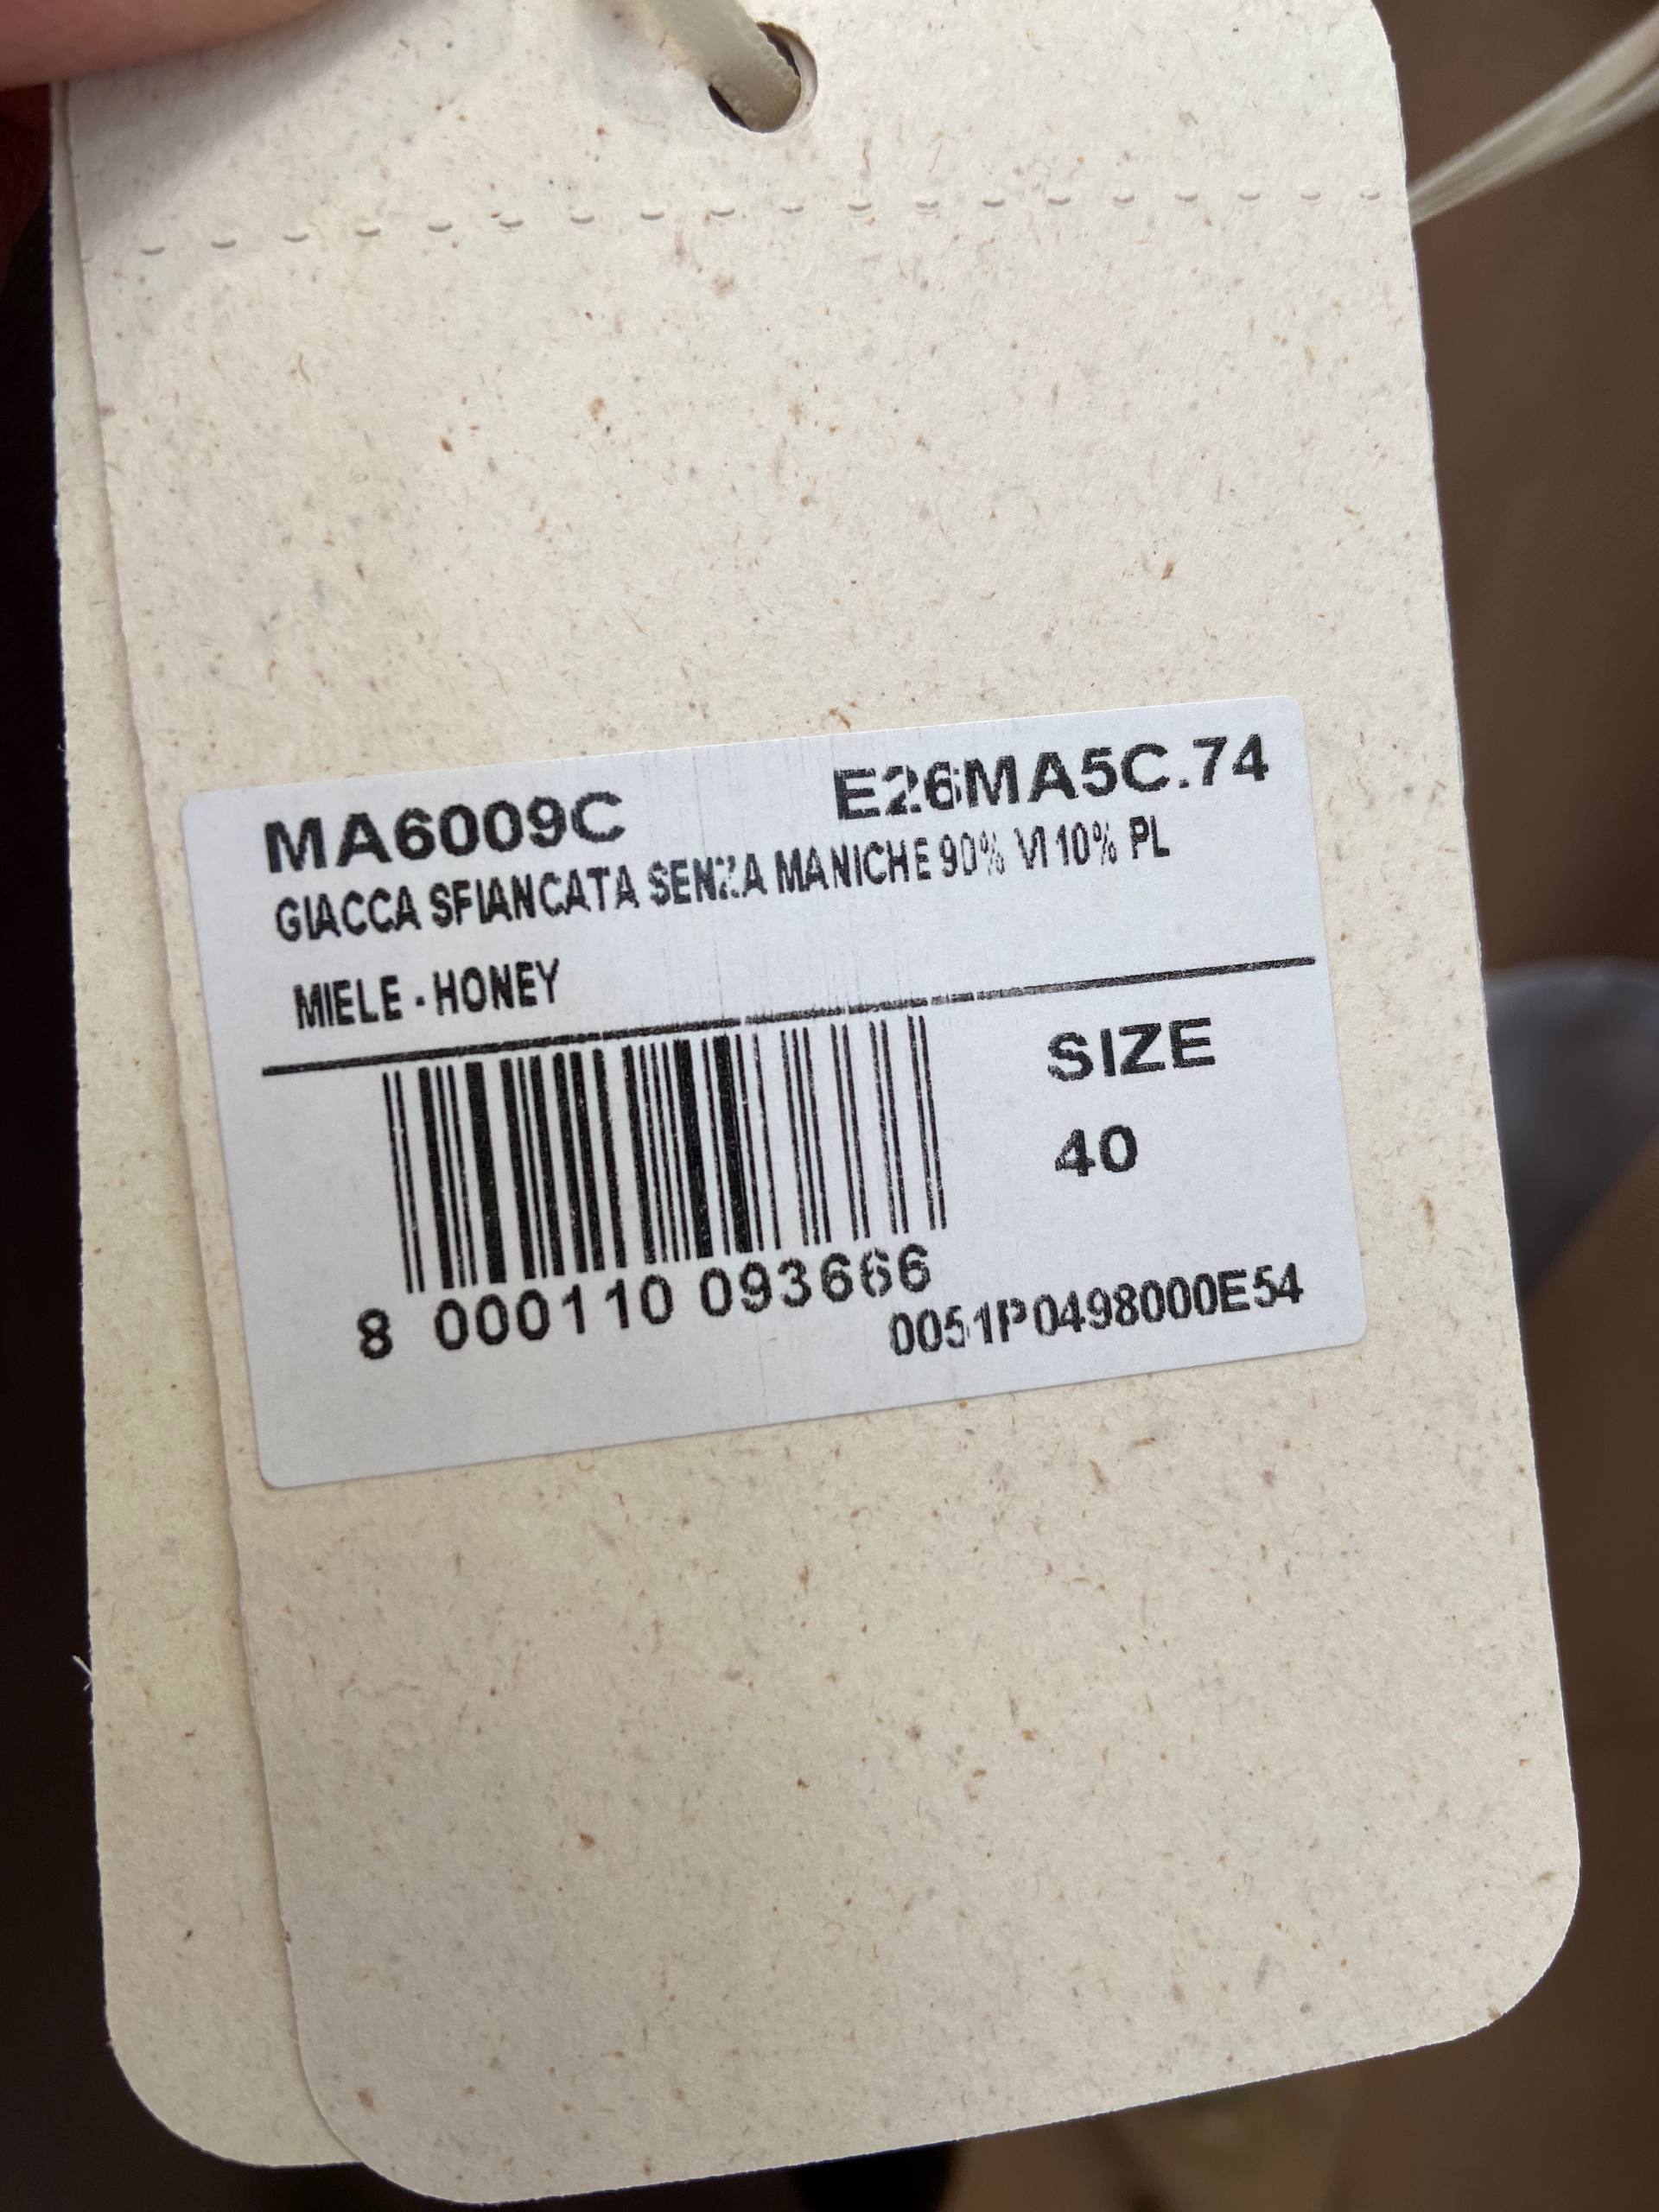 MA6009C E26MA5C.74
GIACCA SFIANCATA SENZA MANICHE 90% VI 10% PL
MIELE - HONEY
SIZE
40
8 000110 093666
0051P0498000E54